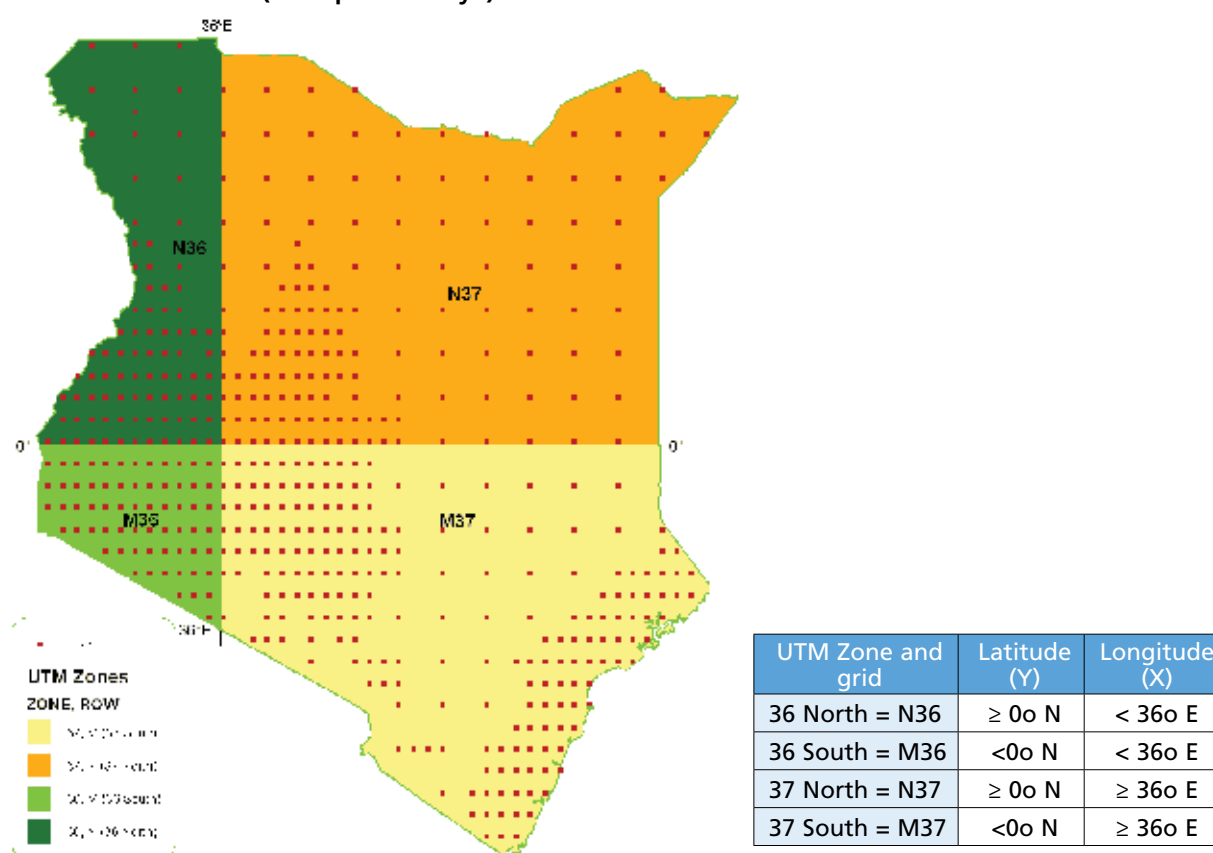 36°E
N36
N37
0°
0°
M36
M37
36°E
UTM Zones
ZONE, ROW
UTM Zone and grid
Latitude (Y)
Longitude (X)
36 North = N36
≥ 0o N
< 36o E
36 South = M36
<0o N
< 36o E
37 North = N37
≥ 0o N
≥ 36o E
37 South = M37
<0o N
≥ 36o E